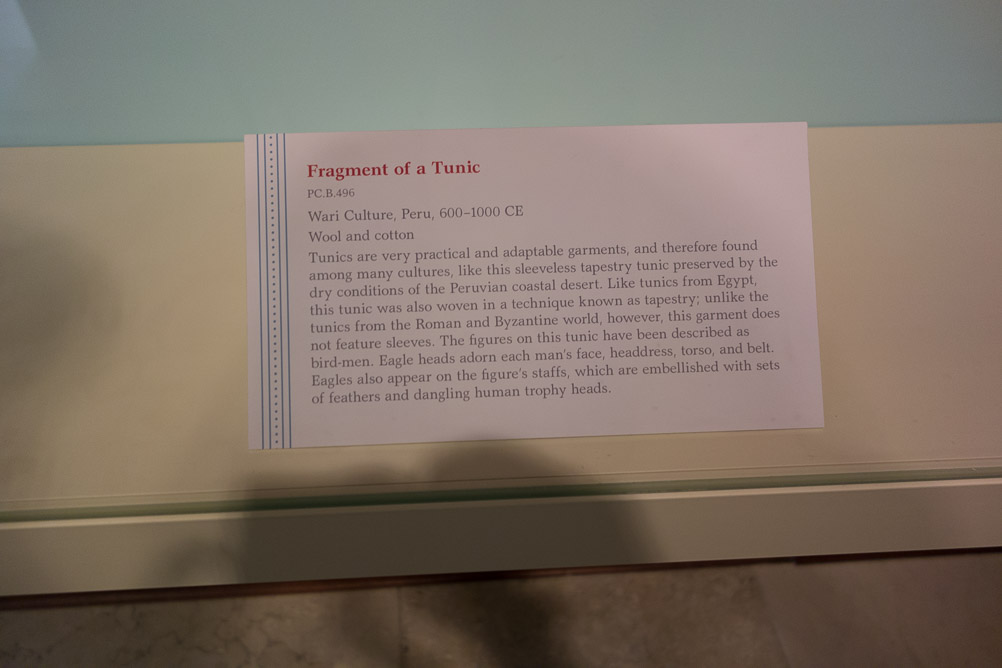 Fragment of a Tunic
PC.B.496
Wari Culture, Peru, 600–1000 CE
Wool and cotton
Tunics are very practical and adaptable garments, and therefore found
among many cultures, like this sleeveless tapestry tunic preserved by the
dry conditions of the Peruvian coastal desert. Like tunics from Egypt,
this tunic was also woven in a technique known as tapestry; unlike the
tunics from the Roman and Byzantine world, however, this garment does
not feature sleeves. The figures on this tunic have been described as
bird-men. Eagle heads adorn each man's face, headdress, torso, and belt.
Eagles also appear on the figure's staffs, which are embellished with sets
of feathers and dangling human trophy heads.